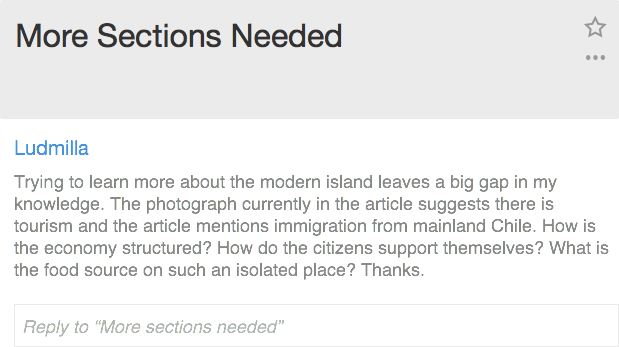 More Sections Needed
Ludmilla
Trying to learn more about the modern island leaves a big gap in my
knowledge. The photograph currently in the article suggests there is
tourism and the article mentions immigration from mainland Chile. How is
the economy structured? How do the citizens support themselves? What is
the food source on such an isolated place? Thanks.
Reply to “More sections needed”